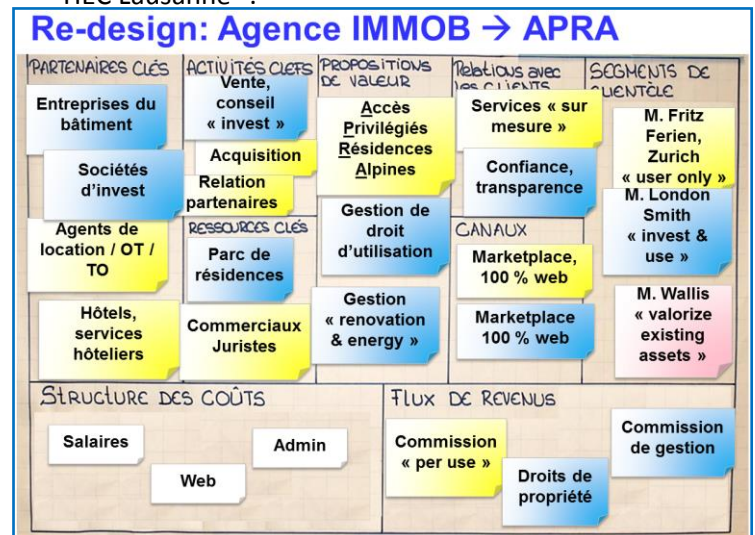 HEC Lausanne
Re-design: Agence IMMOB → APRA
PARTENAIRES CLÉS
Entreprises du
bâtiment
Sociétés
d'invest
Agents de
location / OT /
TO
Hôtels,
services
hôteliers
ACTIVITÉS CLEFS
Vente,
conseil
« invest »
Acquisition
Relation
partenaires
RESSOURCES CLÉS
Parc de
résidences
Commerciaux
Juristes
PROPOSITIONS
DE VALEUR
Accès
Privilégiés
Résidences
Alpines
Gestion de
droit
d'utilisation
Gestion
« renovation
& energy »
Relations avec
les CLIENTS
Services « sur
mesure »
Confiance,
transparence
CANAUX
Marketplace,
100 % web
Marketplace
100 % web
SEGMENTS DE
CLIENTÈLE
M. Fritz
Ferien,
Zurich
« user only »
M. London
Smith
« invest &
use »
M. Wallis
« valorize
existing
assets »
STRUCTURE DES COÛTS
Salaires
Web
Admin
FLUX DE REVENUS
Commission
« per use »
Droits de
propriété
Commission
de gestion